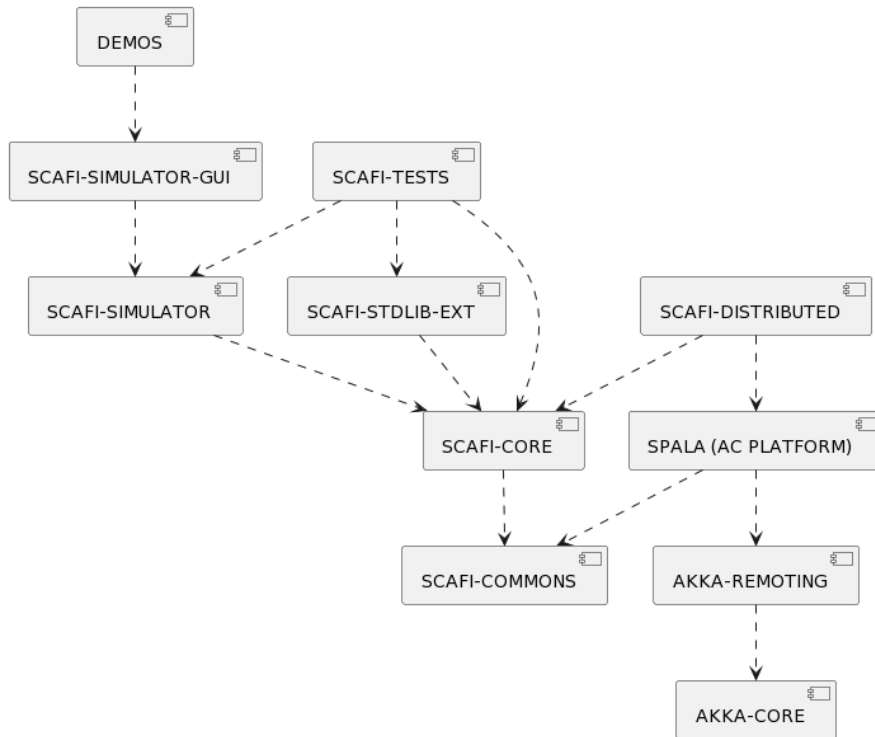 DEMOS
SCAFI-SIMULATOR-GUI
SCAFI-TESTS
SCAFI-SIMULATOR
SCAFI-STDLIB-EXT
SCAFI-DISTRIBUTED
SCAFI-CORE
SPALA (AC PLATFORM)
SCAFI-COMMONS
AKKA-REMOTING
AKKA-CORE